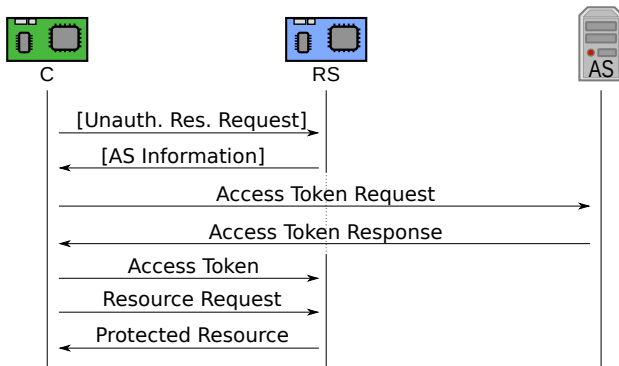 C
RS
AS
[Unauth. Res. Request]
[AS Information]
Access Token Request
Access Token Response
Access Token
Resource Request
Protected Resource